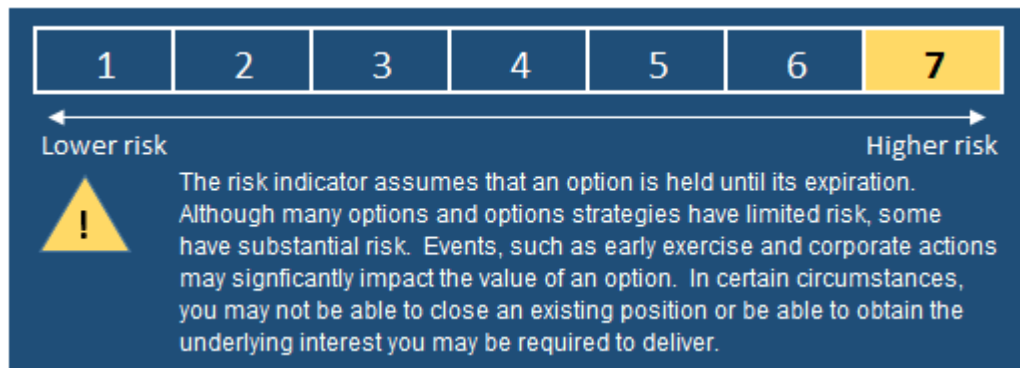 1 2 3 4 5 6 7
Lower risk Higher risk
! The risk indicator assumes that an option is held until its expiration.
Although many options and options strategies have limited risk, some
have substantial risk. Events, such as early exercise and corporate actions
may signficantly impact the value of an option. In certain circumstances,
you may not be able to close an existing position or be able to obtain the
underlying interest you may be required to deliver.